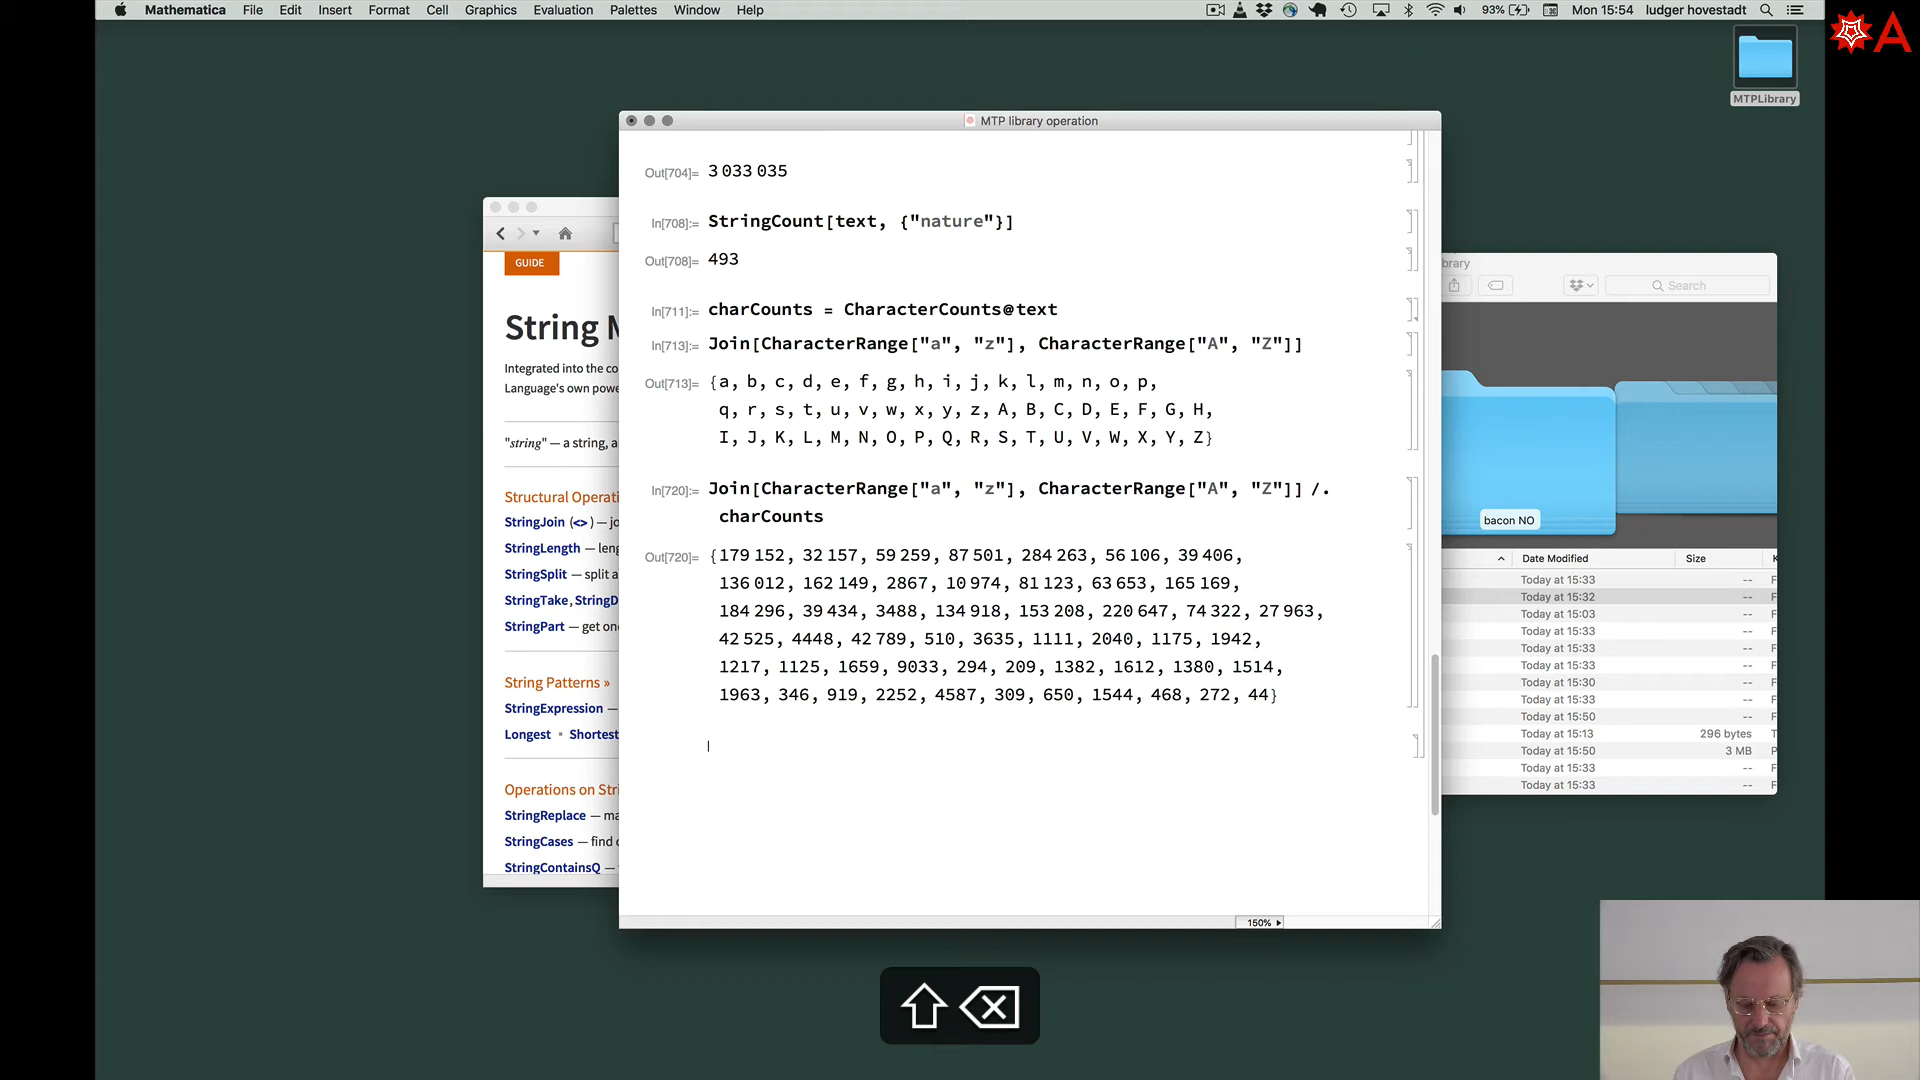 Mathematica File Edit Insert Format Cell Graphics Evaluation Palettes Window Help 93% Mon 15:54 ludger hovestadt
MTPLibrary
MTP library operation
Out[704]= 3 033 035
In[708]:= StringCount[text, {"nature"}]
Out[708]= 493
In[711]:= charCounts = CharacterCounts@text
In[713]:= Join[CharacterRange["a", "z"], CharacterRange["A", "Z"]]
Out[713]= {a, b, c, d, e, f, g, h, i, j, k, l, m, n, o, p,
q, r, s, t, u, v, w, x, y, z, A, B, C, D, E, F, G, H,
I, J, K, L, M, N, O, P, Q, R, S, T, U, V, W, X, Y, Z}
In[720]:= Join[CharacterRange["a", "z"], CharacterRange["A", "Z"]] /.
charCounts
Out[720]= {179 152, 32 157, 59 259, 87 501, 284 263, 56 106, 39 406,
136 012, 162 149, 2867, 10 974, 81 123, 63 653, 165 169,
184 296, 39 434, 3488, 134 918, 153 208, 220 647, 74 322, 27 963,
42 525, 4448, 42 789, 510, 3635, 1111, 2040, 1175, 1942,
1217, 1125, 1659, 9033, 294, 209, 1382, 1612, 1380, 1514,
1963, 346, 919, 2252, 4587, 309, 650, 1544, 468, 272, 44}
150%
GUIDE
String M
Integrated into the co
Language's own powe
"string" — a string, a
Structural Operati
StringJoin (<>) — jo
StringLength — leng
StringSplit — split a
StringTake, StringD
StringPart — get one
String Patterns »
StringExpression —
Longest ▪ Shortest
Operations on Stri
StringReplace — ma
StringCases — find c
StringContainsQ —
brary
Search
bacon NO
Date Modified Size K
Today at 15:33 -- F
Today at 15:32 -- F
Today at 15:03 -- F
Today at 15:33 -- F
Today at 15:33 -- F
Today at 15:33 -- F
Today at 15:30 -- F
Today at 15:33 -- F
Today at 15:50 -- F
Today at 15:13 296 bytes T
Today at 15:50 3 MB P
Today at 15:33 -- F
Today at 15:33 -- F
A